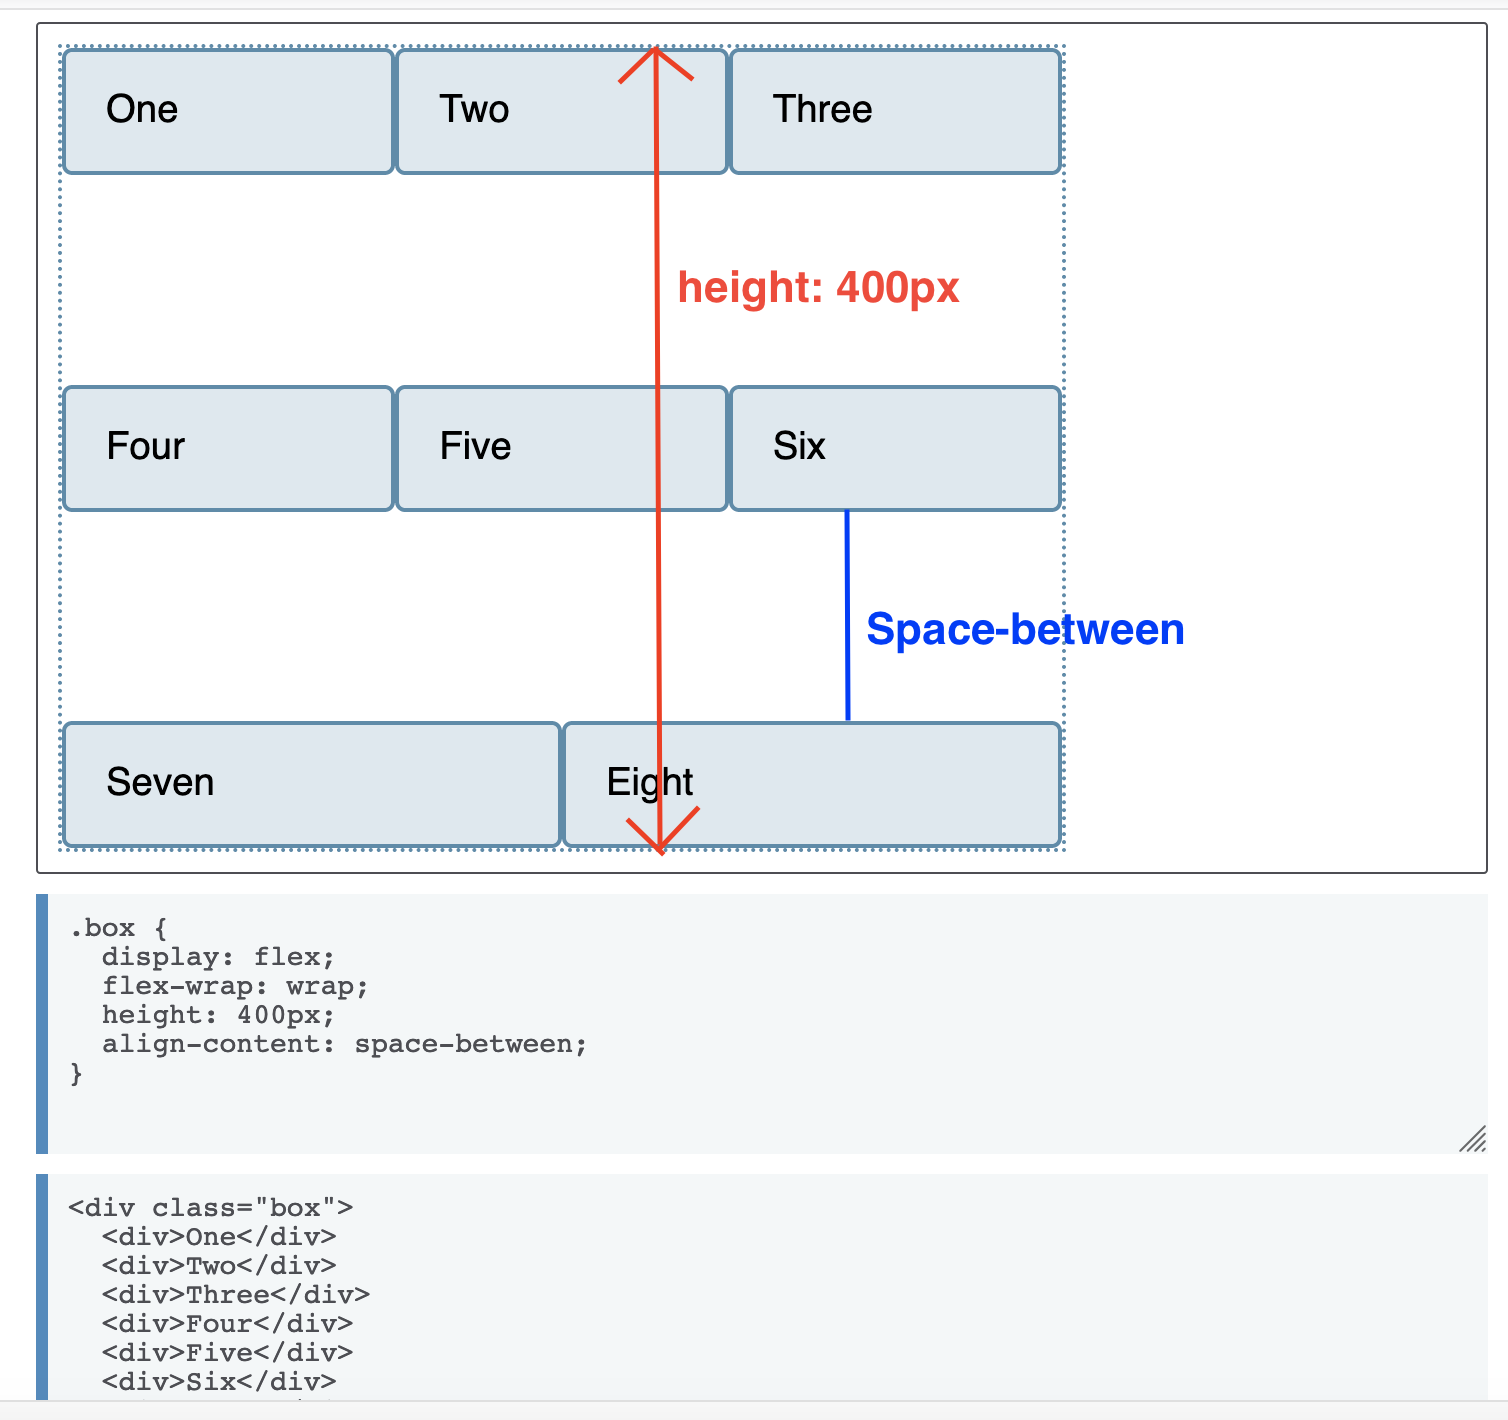 One Two Three
height: 400px
Four Five Six
Space-between
Seven Eight
.box {
  display: flex;
  flex-wrap: wrap;
  height: 400px;
  align-content: space-between;
}
<div class="box">
  <div>One</div>
  <div>Two</div>
  <div>Three</div>
  <div>Four</div>
  <div>Five</div>
  <div>Six</div>